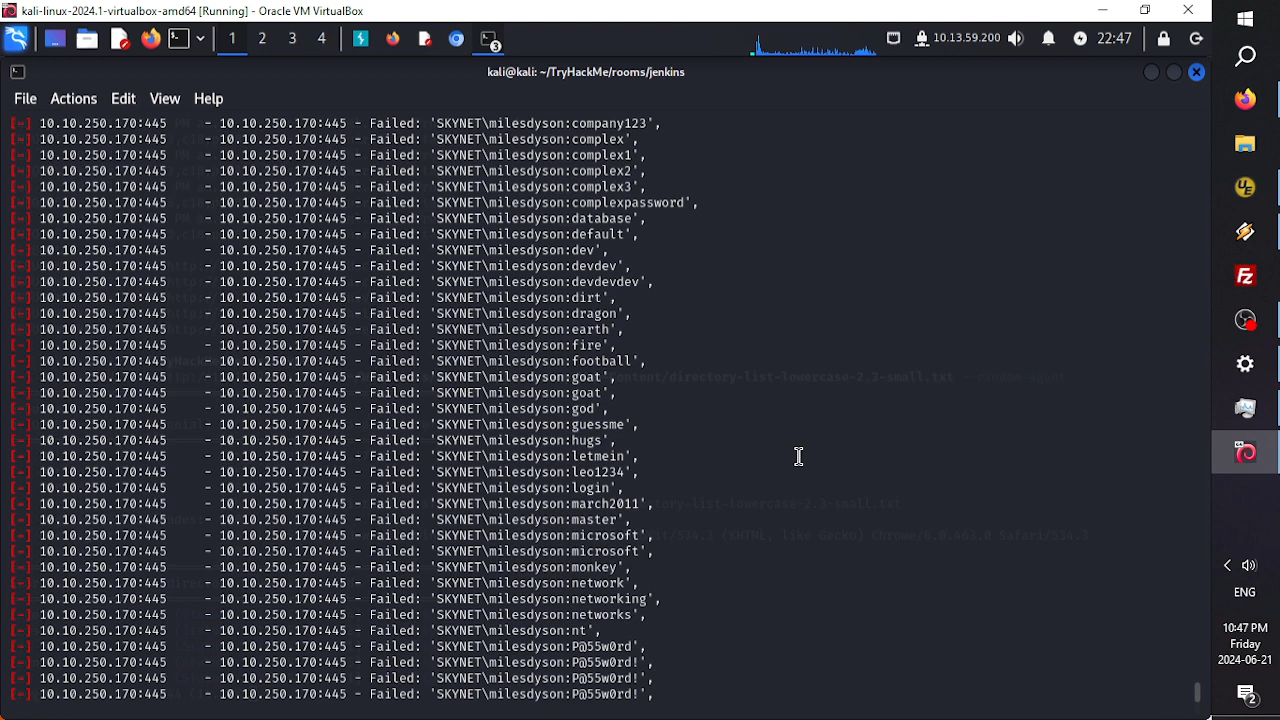 kali-linux-2024.1-virtualbox-amd64 [Running] - Oracle VM VirtualBox
1 2 3 4 3 10.13.59.200 22:47
kali@kali: ~/TryHackMe/rooms/jenkins
File Actions Edit View Help
[-] 10.10.250.170:445 - 10.10.250.170:445 - Failed: 'SKYNET\milesdyson:company123',
[-] 10.10.250.170:445 - 10.10.250.170:445 - Failed: 'SKYNET\milesdyson:complex',
[-] 10.10.250.170:445 - 10.10.250.170:445 - Failed: 'SKYNET\milesdyson:complex1',
[-] 10.10.250.170:445 - 10.10.250.170:445 - Failed: 'SKYNET\milesdyson:complex2',
[-] 10.10.250.170:445 - 10.10.250.170:445 - Failed: 'SKYNET\milesdyson:complex3',
[-] 10.10.250.170:445 - 10.10.250.170:445 - Failed: 'SKYNET\milesdyson:complexpassword',
[-] 10.10.250.170:445 - 10.10.250.170:445 - Failed: 'SKYNET\milesdyson:database',
[-] 10.10.250.170:445 - 10.10.250.170:445 - Failed: 'SKYNET\milesdyson:default',
[-] 10.10.250.170:445 - 10.10.250.170:445 - Failed: 'SKYNET\milesdyson:dev',
[-] 10.10.250.170:445 - 10.10.250.170:445 - Failed: 'SKYNET\milesdyson:devdev',
[-] 10.10.250.170:445 - 10.10.250.170:445 - Failed: 'SKYNET\milesdyson:devdevdev',
[-] 10.10.250.170:445 - 10.10.250.170:445 - Failed: 'SKYNET\milesdyson:dirt',
[-] 10.10.250.170:445 - 10.10.250.170:445 - Failed: 'SKYNET\milesdyson:dragon',
[-] 10.10.250.170:445 - 10.10.250.170:445 - Failed: 'SKYNET\milesdyson:earth',
[-] 10.10.250.170:445 - 10.10.250.170:445 - Failed: 'SKYNET\milesdyson:fire',
[-] 10.10.250.170:445 - 10.10.250.170:445 - Failed: 'SKYNET\milesdyson:football',
[-] 10.10.250.170:445 - 10.10.250.170:445 - Failed: 'SKYNET\milesdyson:goat',
[-] 10.10.250.170:445 - 10.10.250.170:445 - Failed: 'SKYNET\milesdyson:goat',
[-] 10.10.250.170:445 - 10.10.250.170:445 - Failed: 'SKYNET\milesdyson:god',
[-] 10.10.250.170:445 - 10.10.250.170:445 - Failed: 'SKYNET\milesdyson:guessme',
[-] 10.10.250.170:445 - 10.10.250.170:445 - Failed: 'SKYNET\milesdyson:hugs',
[-] 10.10.250.170:445 - 10.10.250.170:445 - Failed: 'SKYNET\milesdyson:letmein',
[-] 10.10.250.170:445 - 10.10.250.170:445 - Failed: 'SKYNET\milesdyson:leo1234',
[-] 10.10.250.170:445 - 10.10.250.170:445 - Failed: 'SKYNET\milesdyson:login',
[-] 10.10.250.170:445 - 10.10.250.170:445 - Failed: 'SKYNET\milesdyson:march2011',
[-] 10.10.250.170:445 - 10.10.250.170:445 - Failed: 'SKYNET\milesdyson:master',
[-] 10.10.250.170:445 - 10.10.250.170:445 - Failed: 'SKYNET\milesdyson:microsoft',
[-] 10.10.250.170:445 - 10.10.250.170:445 - Failed: 'SKYNET\milesdyson:microsoft',
[-] 10.10.250.170:445 - 10.10.250.170:445 - Failed: 'SKYNET\milesdyson:monkey',
[-] 10.10.250.170:445 - 10.10.250.170:445 - Failed: 'SKYNET\milesdyson:network',
[-] 10.10.250.170:445 - 10.10.250.170:445 - Failed: 'SKYNET\milesdyson:networking',
[-] 10.10.250.170:445 - 10.10.250.170:445 - Failed: 'SKYNET\milesdyson:networks',
[-] 10.10.250.170:445 - 10.10.250.170:445 - Failed: 'SKYNET\milesdyson:nt',
[-] 10.10.250.170:445 - 10.10.250.170:445 - Failed: 'SKYNET\milesdyson:P@55w0rd',
[-] 10.10.250.170:445 - 10.10.250.170:445 - Failed: 'SKYNET\milesdyson:P@55w0rd!',
[-] 10.10.250.170:445 - 10.10.250.170:445 - Failed: 'SKYNET\milesdyson:P@55w0rd!',
[-] 10.10.250.170:445 - 10.10.250.170:445 - Failed: 'SKYNET\milesdyson:P@55w0rd!',
ENG
10:47 PM
Friday
2024-06-21
2